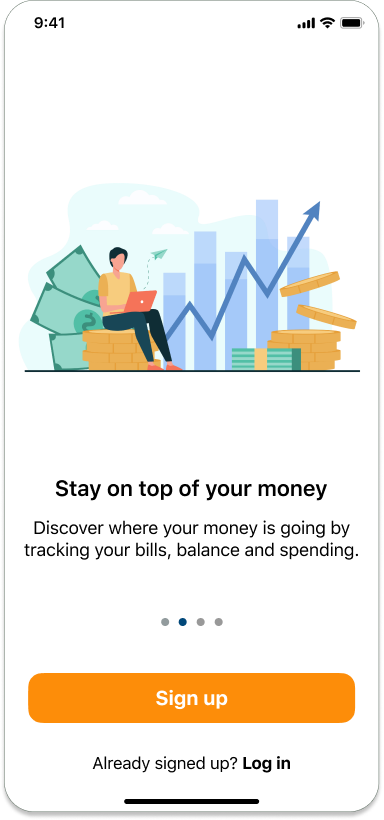 9:41
Stay on top of your money
Discover where your money is going by
tracking your bills, balance and spending.
Sign up
Already signed up? Log in